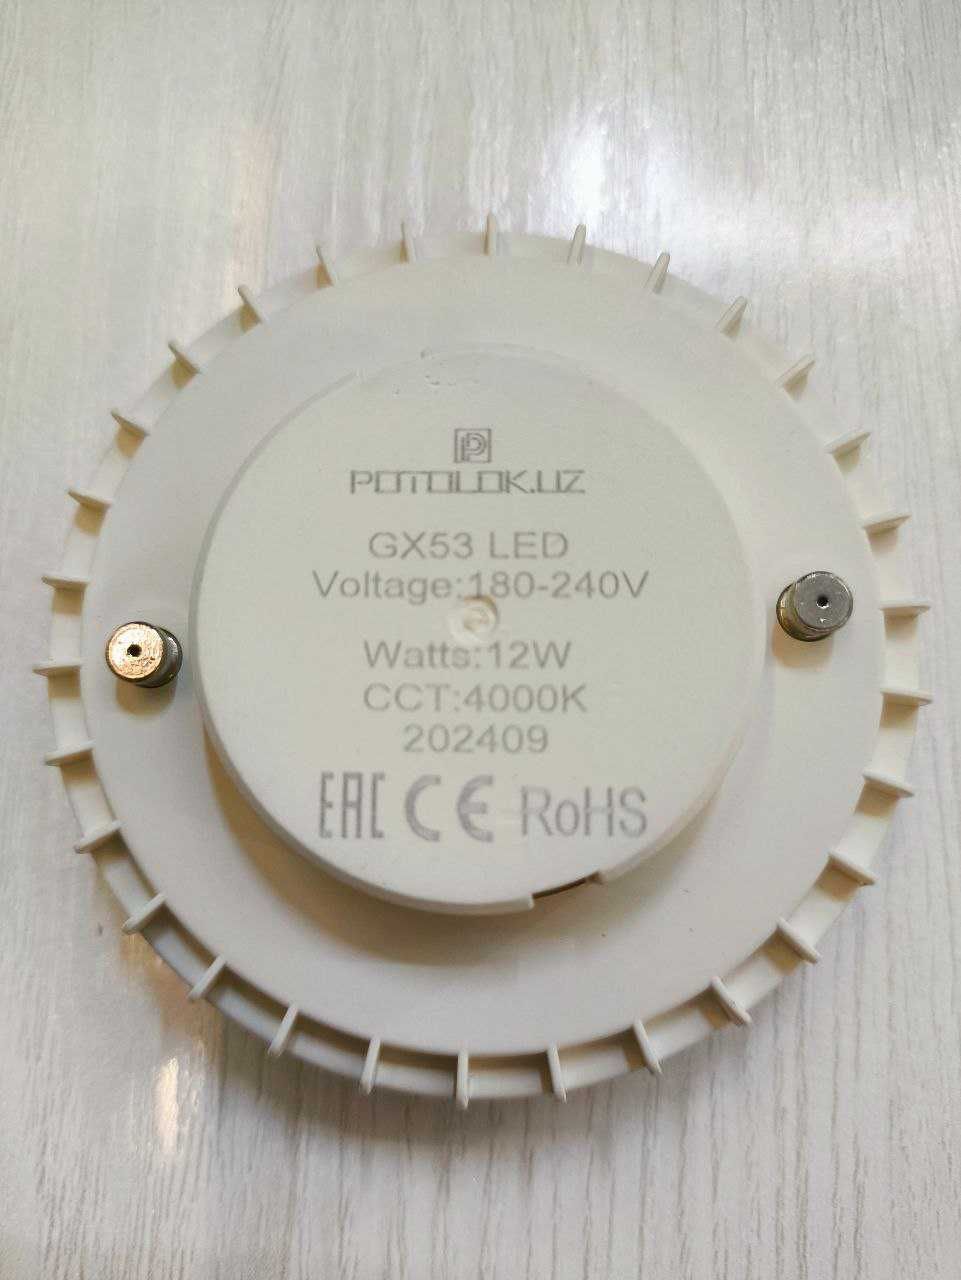 POTOLOK.UZ
GX53 LED
Voltage:180-240V
Watts:12W
CCT:4000K
202409
EAC CE RoHS